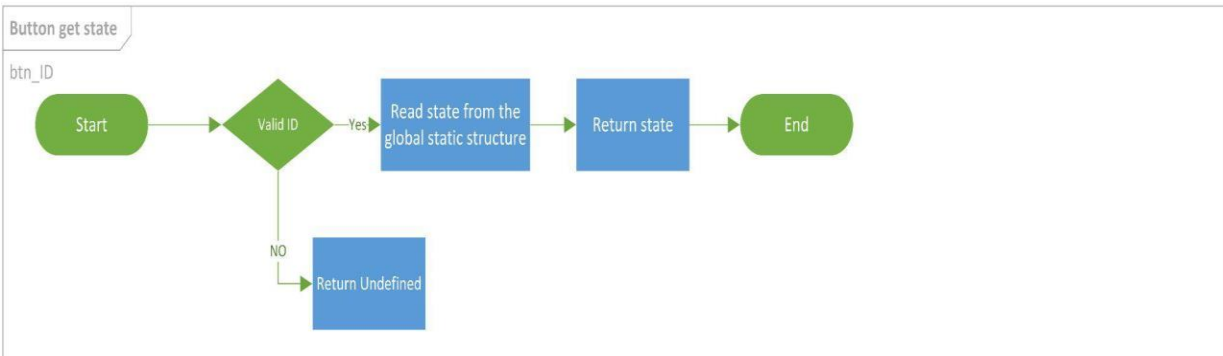 Button get state
btn_ID
Start
Valid ID
Yes
Read state from the
global static structure
Return state
End
NO
Return Undefined